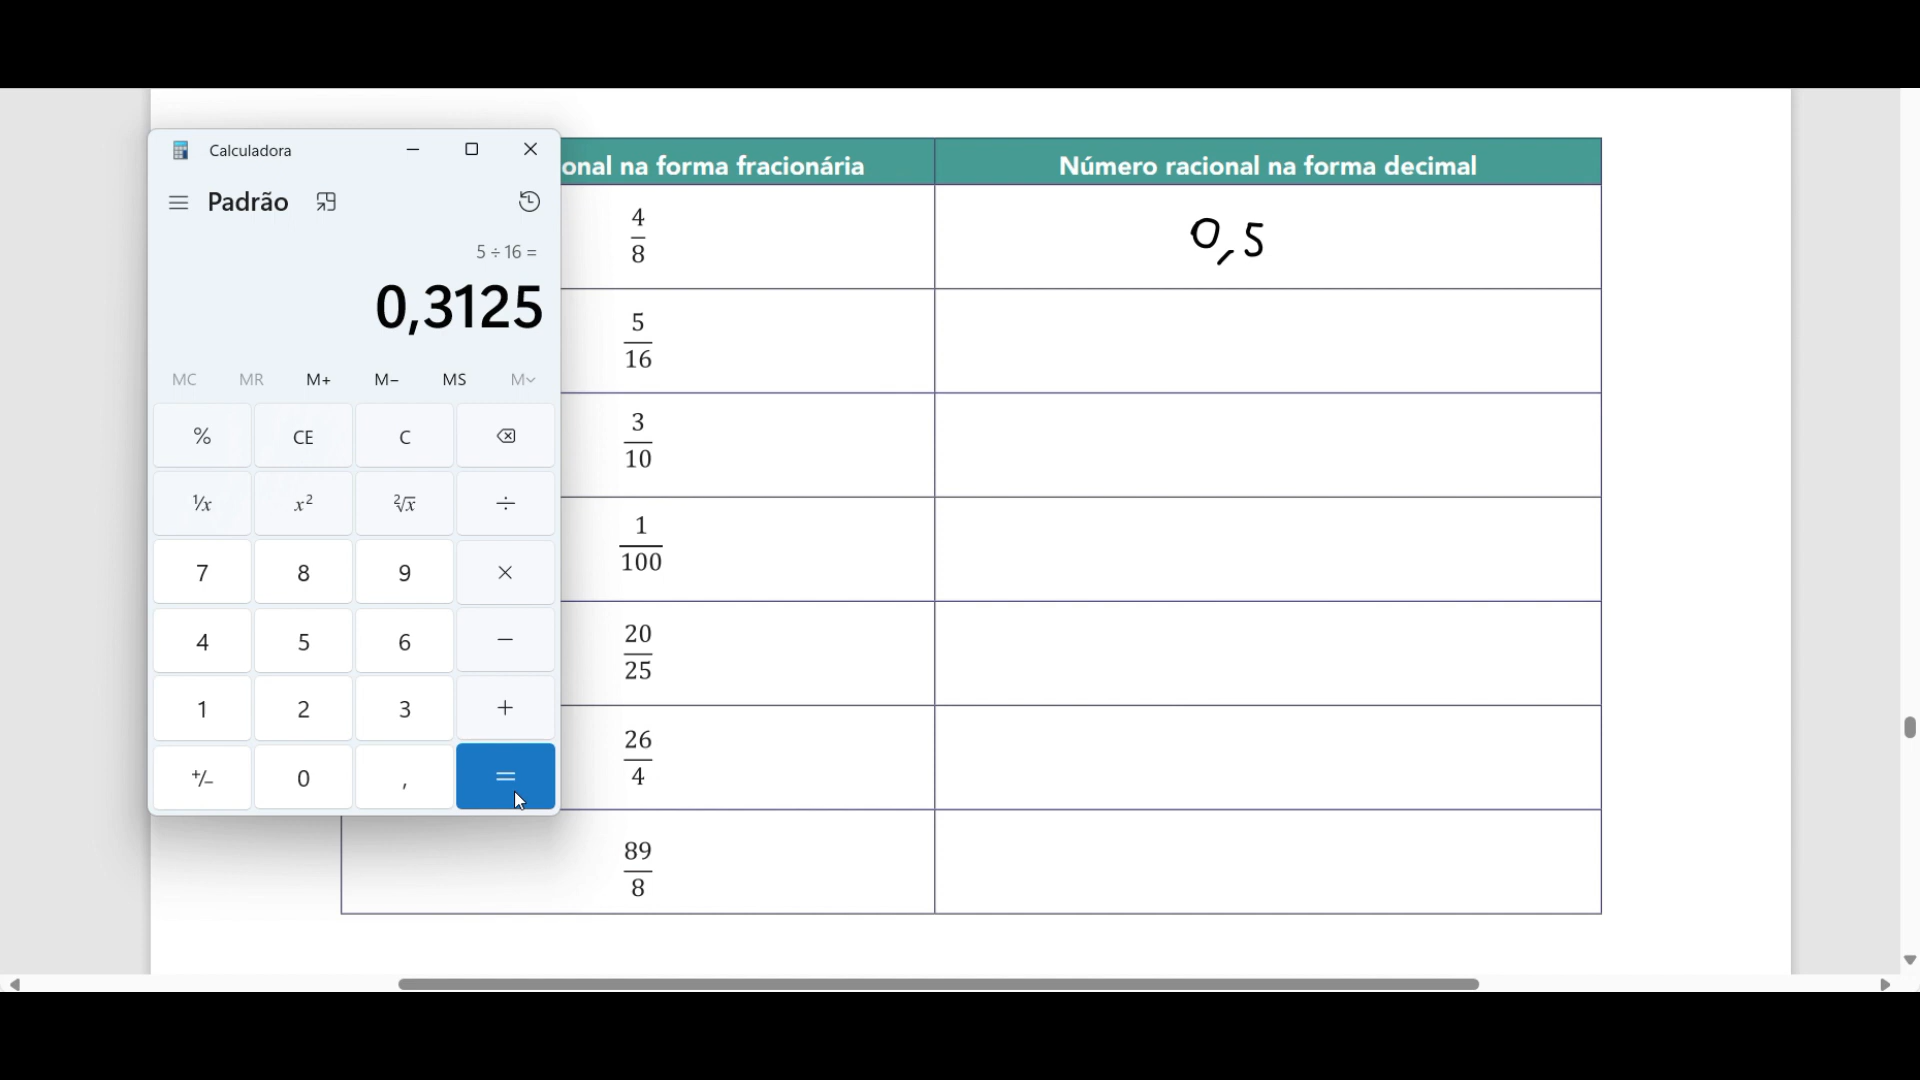 Calculadora
Padrão
5 ÷ 16 =
0,3125
MC MR M+ M− MS M
% CE C
¹/x x² ²√x ÷
7 8 9 ×
4 5 6 −
1 2 3 +
+/− 0 , =
onal na forma fracionária
Número racional na forma decimal
4/8
0,5
5/16
3/10
1/100
20/25
26/4
89/8